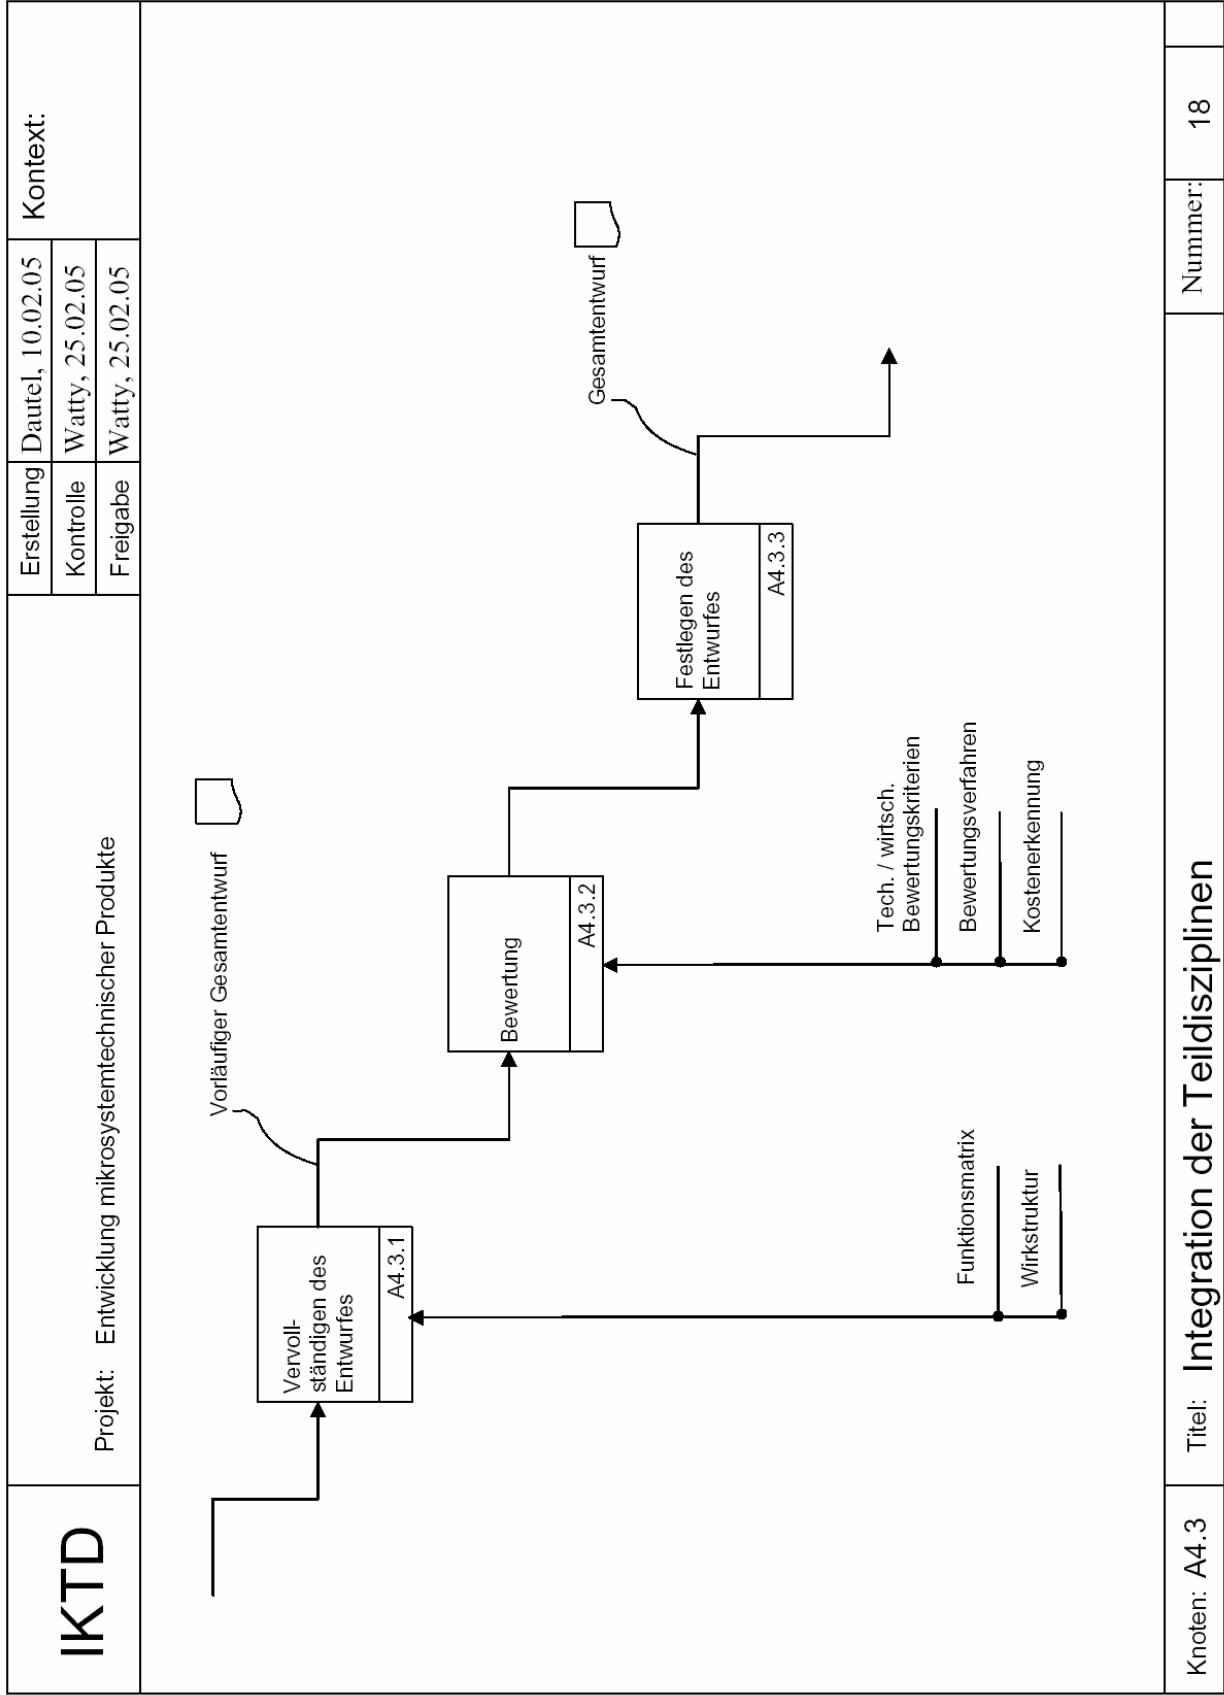 IKTD
Projekt: Entwicklung mikrosystemtechnischer Produkte
Erstellung Dautel, 10.02.05
Kontrolle Watty, 25.02.05
Freigabe Watty, 25.02.05
Kontext:
Vervoll-
ständigen des
Entwurfes
A4.3.1
Vorläufiger Gesamtentwurf
Bewertung
A4.3.2
Festlegen des
Entwurfes
A4.3.3
Gesamtentwurf
Funktionsmatrix
Wirkstruktur
Tech. / wirtsch.
Bewertungskriterien
Bewertungsverfahren
Kostenerkennung
Knoten: A4.3
Titel: Integration der Teildisziplinen
Nummer: 18